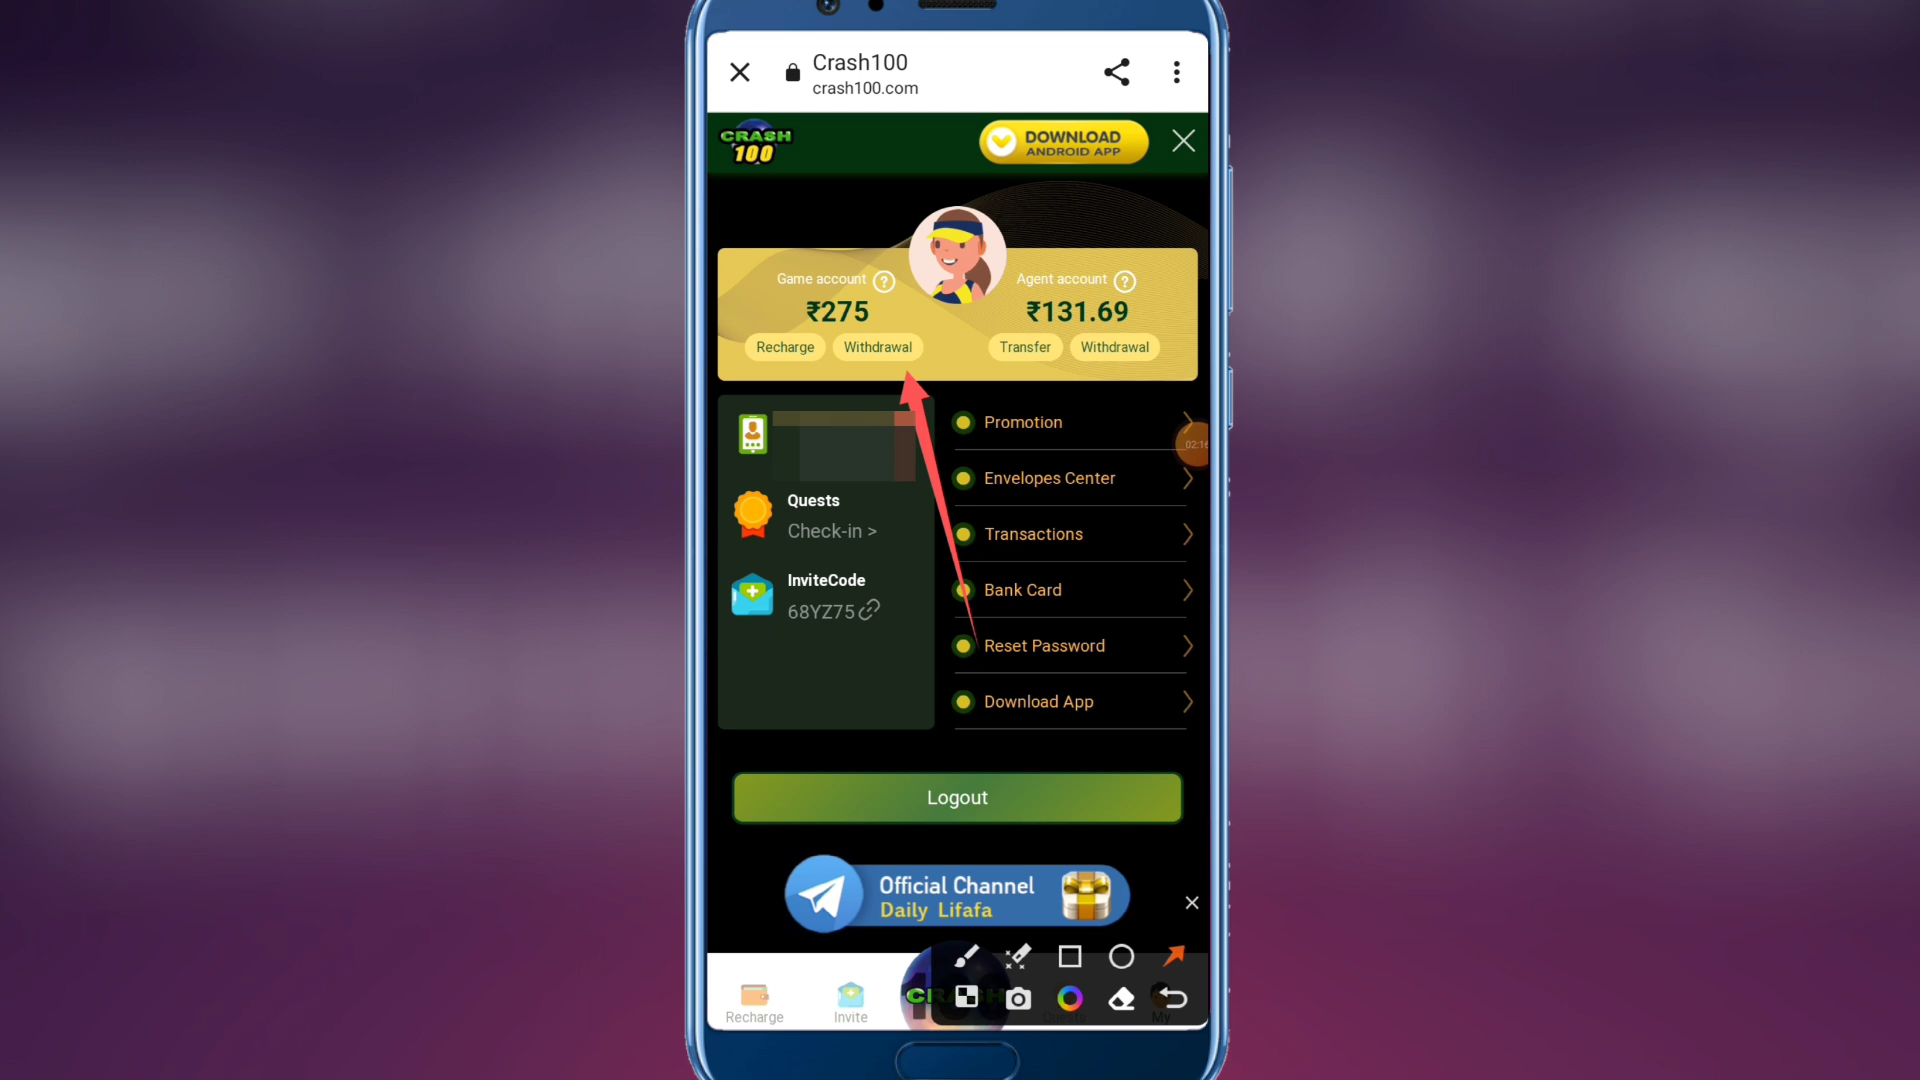 Crash100
crash100.com
CRASH
100
DOWNLOAD
ANDROID APP
Game account ?
Agent account ?
₹275
₹131.69
Recharge
Withdrawal
Transfer
Withdrawal
Promotion
02:16
Envelopes Center
Quests
Check-in >
Transactions
InviteCode
68YZ75
Bank Card
Reset Password
Download App
Logout
Official Channel
Daily Lifafa
Recharge
Invite
My